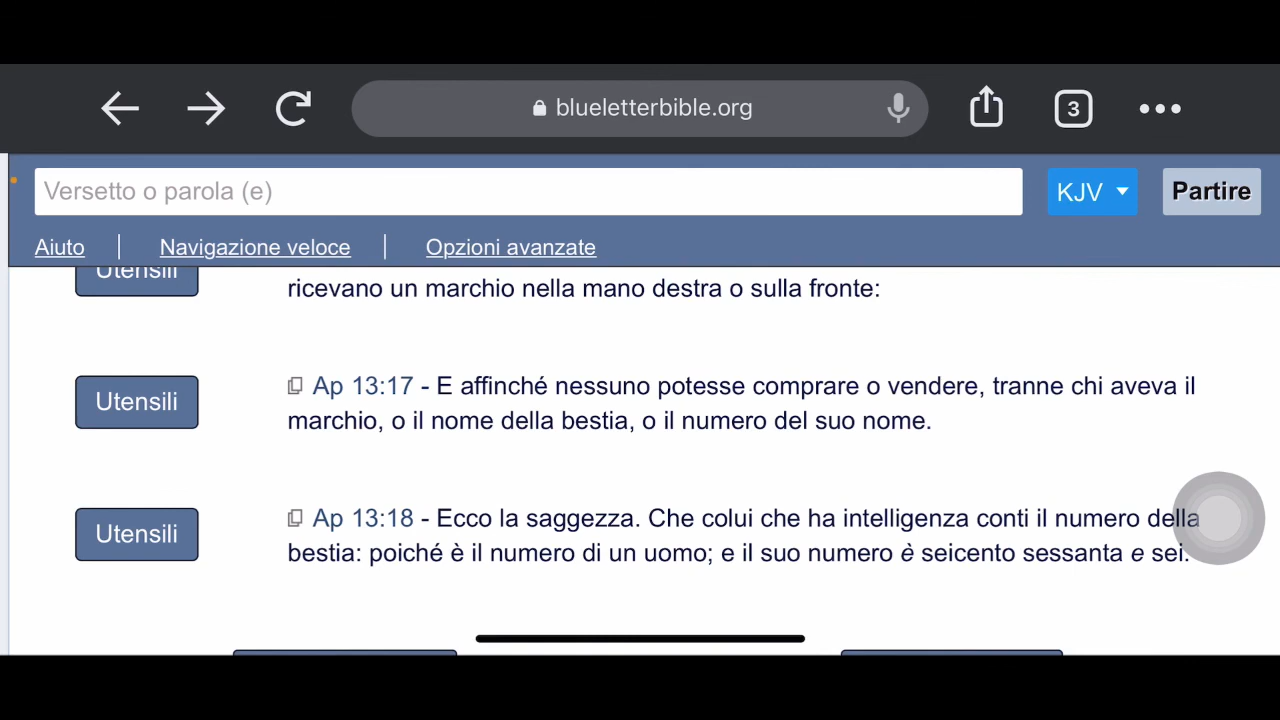 blueletterbible.org
3
Versetto o parola (e)
KJV
Partire
Aiuto
Navigazione veloce
Opzioni avanzate
Utensili
ricevano un marchio nella mano destra o sulla fronte:
Utensili
Ap 13:17 - E affinché nessuno potesse comprare o vendere, tranne chi aveva il
marchio, o il nome della bestia, o il numero del suo nome.
Utensili
Ap 13:18 - Ecco la saggezza. Che colui che ha intelligenza conti il numero della
bestia: poiché è il numero di un uomo; e il suo numero è seicento sessanta e sei.